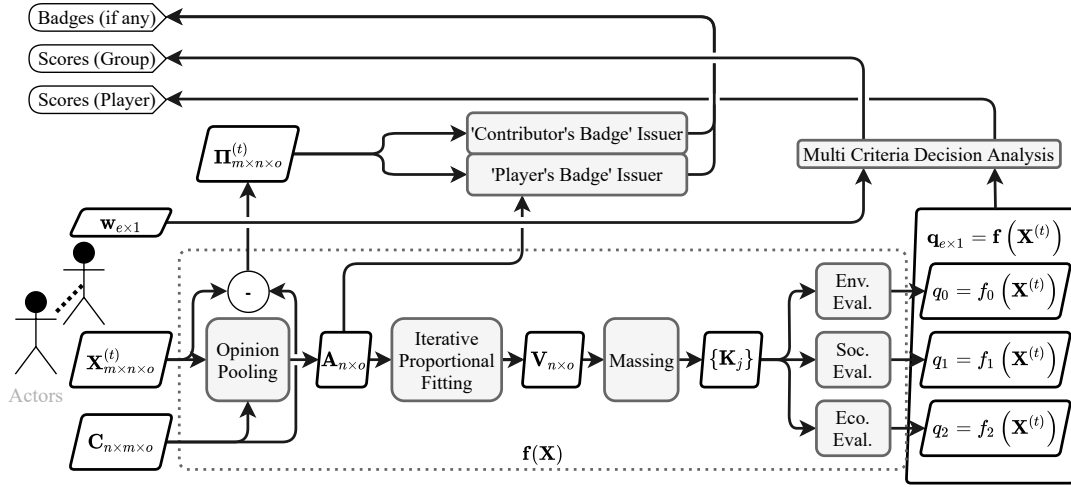 Badges (if any)
Scores (Group)
Scores (Player)
'Contributor's Badge' Issuer
'Player's Badge' Issuer
Multi Criteria Decision Analysis
𝚷^{(t)}_{m×n×o}
w_{e×1}
q_{e×1} = f (X^{(t)})
-
Env.
Eval.
q_0 = f_0 (X^{(t)})
X^{(t)}_{m×n×o}
Opinion
Pooling
A_{n×o}
Iterative
Proportional
Fitting
V_{n×o}
Massing
{K_j}
Soc.
Eval.
q_1 = f_1 (X^{(t)})
Actors
C_{n×m×o}
Eco.
Eval.
q_2 = f_2 (X^{(t)})
f(X)